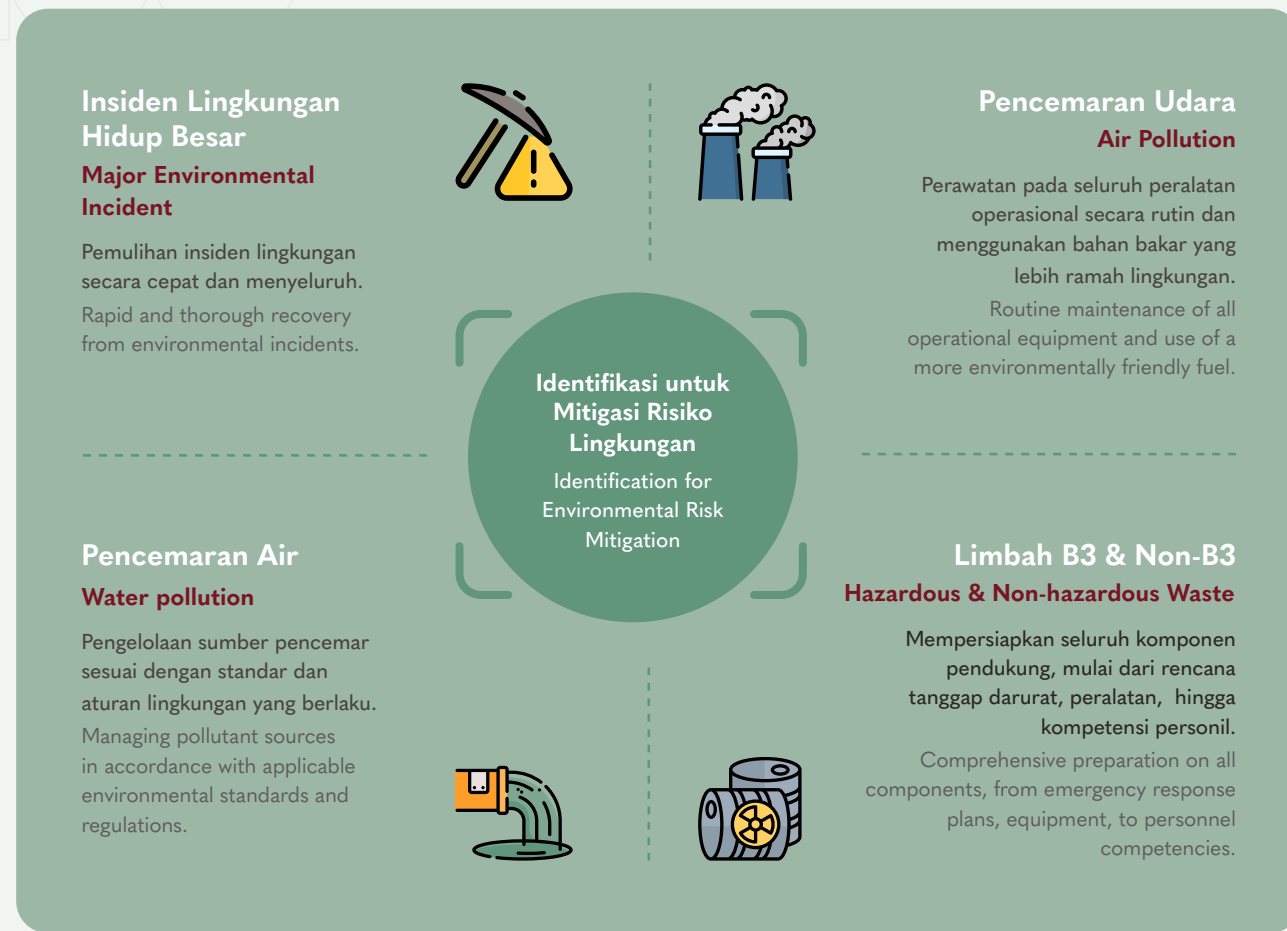 Insiden Lingkungan
Hidup Besar
Major Environmental
Incident
Pemulihan insiden lingkungan
secara cepat dan menyeluruh.
Rapid and thorough recovery
from environmental incidents.
Pencemaran Udara
Air Pollution
Perawatan pada seluruh peralatan
operasional secara rutin dan
menggunakan bahan bakar yang
lebih ramah lingkungan.
Routine maintenance of all
operational equipment and use of a
more environmentally friendly fuel.
Identifikasi untuk
Mitigasi Risiko
Lingkungan
Identification for
Environmental Risk
Mitigation
Pencemaran Air
Water pollution
Pengelolaan sumber pencemar
sesuai dengan standar dan
aturan lingkungan yang berlaku.
Managing pollutant sources
in accordance with applicable
environmental standards and
regulations.
Limbah B3 & Non-B3
Hazardous & Non-hazardous Waste
Mempersiapkan seluruh komponen
pendukung, mulai dari rencana
tanggap darurat, peralatan, hingga
kompetensi personil.
Comprehensive preparation on all
components, from emergency response
plans, equipment, to personnel
competencies.